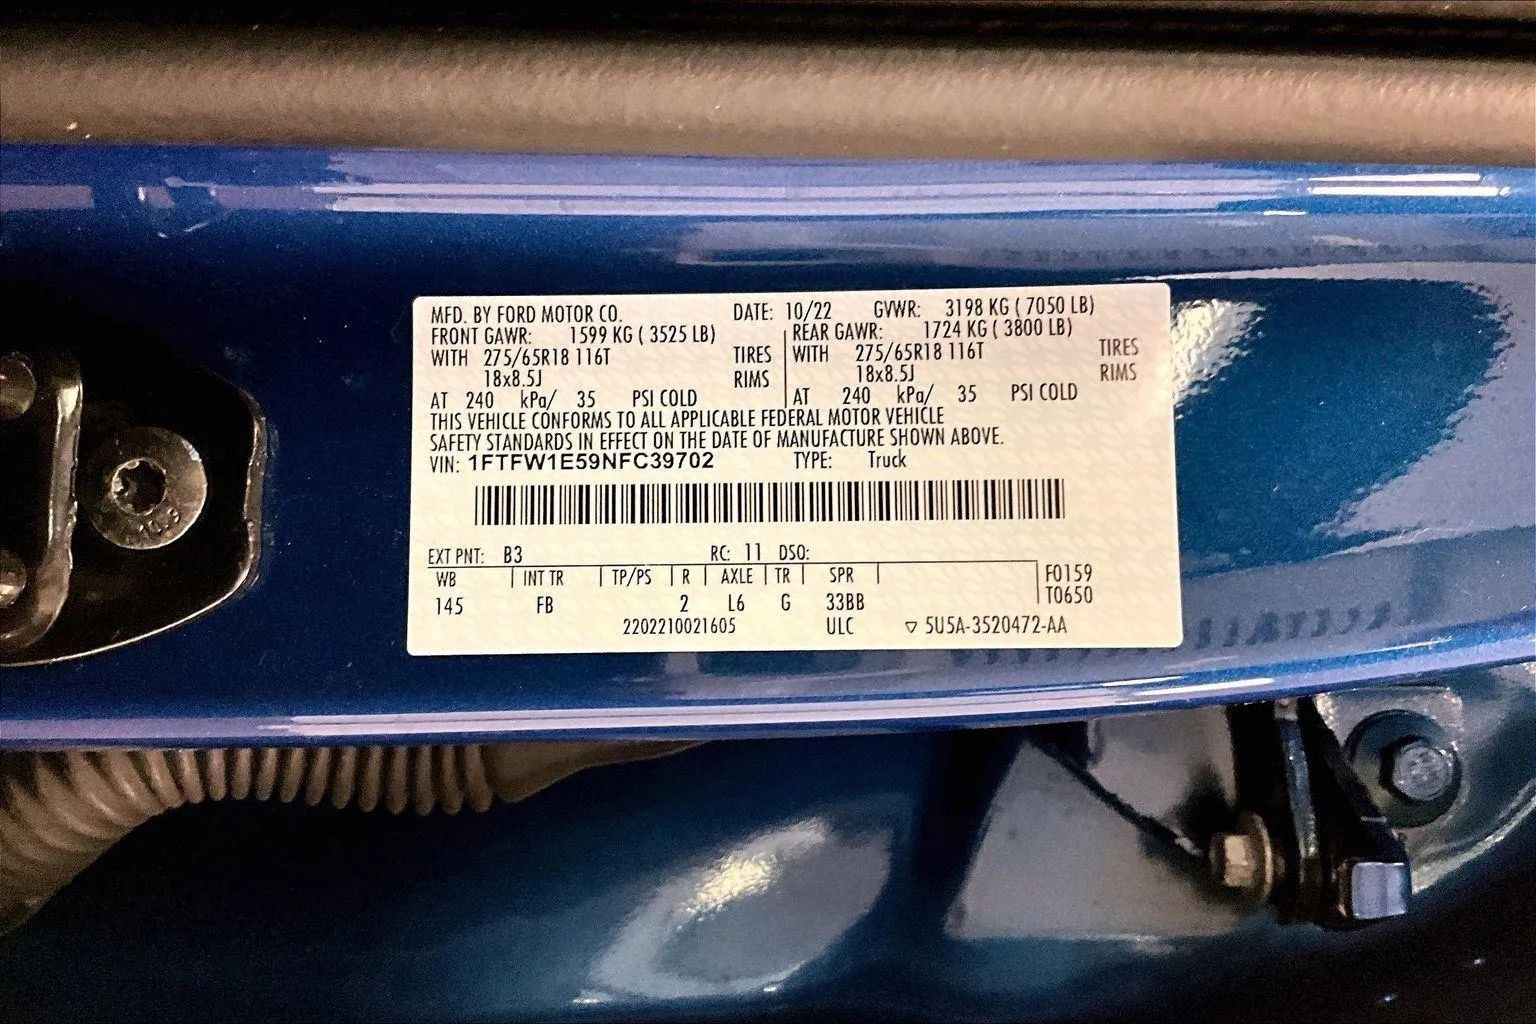 MFD. BY FORD MOTOR CO. DATE: 10/22 GVWR: 3198 KG ( 7050 LB)
FRONT GAWR: 1599 KG ( 3525 LB) REAR GAWR: 1724 KG ( 3800 LB)
WITH 275/65R18 116T TIRES WITH 275/65R18 116T TIRES
18x8.5J RIMS 18x8.5J RIMS
AT 240 kPa/ 35 PSI COLD AT 240 kPa/ 35 PSI COLD
THIS VEHICLE CONFORMS TO ALL APPLICABLE FEDERAL MOTOR VEHICLE
SAFETY STANDARDS IN EFFECT ON THE DATE OF MANUFACTURE SHOWN ABOVE.
VIN: 1FTFW1E59NFC39702 TYPE: Truck
EXT PNT: B3 RC: 11 DSO:
WB INT TR TP/PS R AXLE TR SPR F0159
145 FB 2 L6 G 33BB T0650
2202210021605 ULC ▽ 5U5A-3520472-AA
10.9